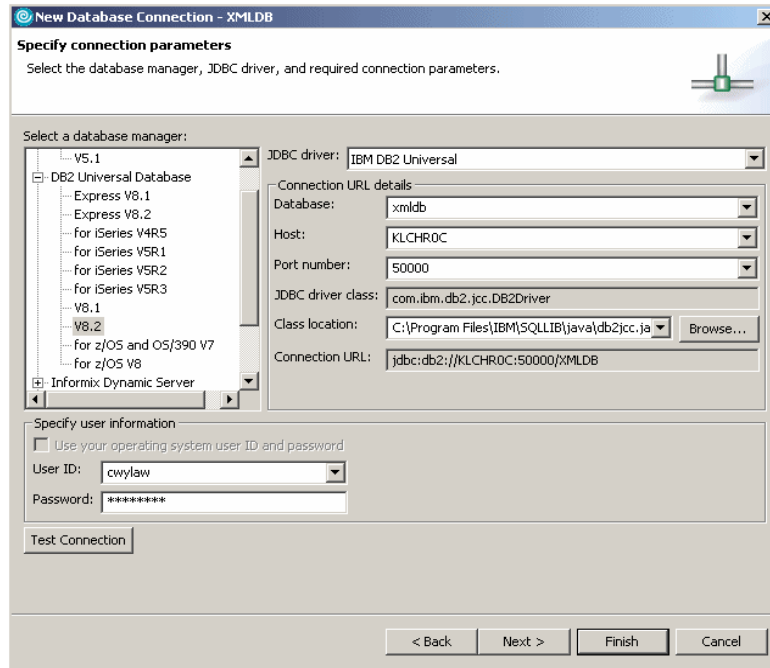 New Database Connection - XMLDB
Specify connection parameters
Select the database manager, JDBC driver, and required connection parameters.
Select a database manager:
V5.1
DB2 Universal Database
Express V8.1
Express V8.2
for iSeries V4R5
for iSeries V5R1
for iSeries V5R2
for iSeries V5R3
V8.1
V8.2
for z/OS and OS/390 V7
for z/OS V8
Informix Dynamic Server
JDBC driver: IBM DB2 Universal
Connection URL details
Database: xmldb
Host: KLCHR0C
Port number: 50000
JDBC driver class: com.ibm.db2.jcc.DB2Driver
Class location: C:\Program Files\IBM\SQLLIB\java\db2jcc.ja Browse...
Connection URL: jdbc:db2://KLCHR0C:50000/XMLDB
Specify user information
Use your operating system user ID and password
User ID: cwylaw
Password: ********
Test Connection
< Back Next > Finish Cancel